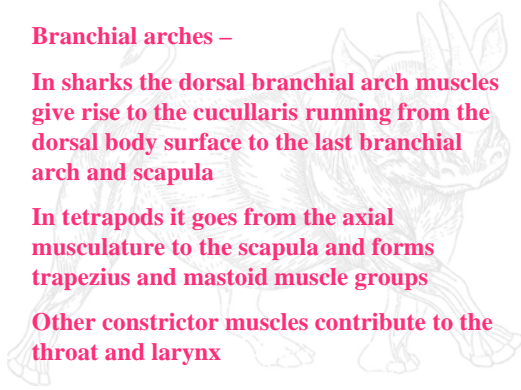 Branchial arches –
In sharks the dorsal branchial arch muscles
give rise to the cucullaris running from the
dorsal body surface to the last branchial
arch and scapula
In tetrapods it goes from the axial
musculature to the scapula and forms
trapezius and mastoid muscle groups
Other constrictor muscles contribute to the
throat and larynx